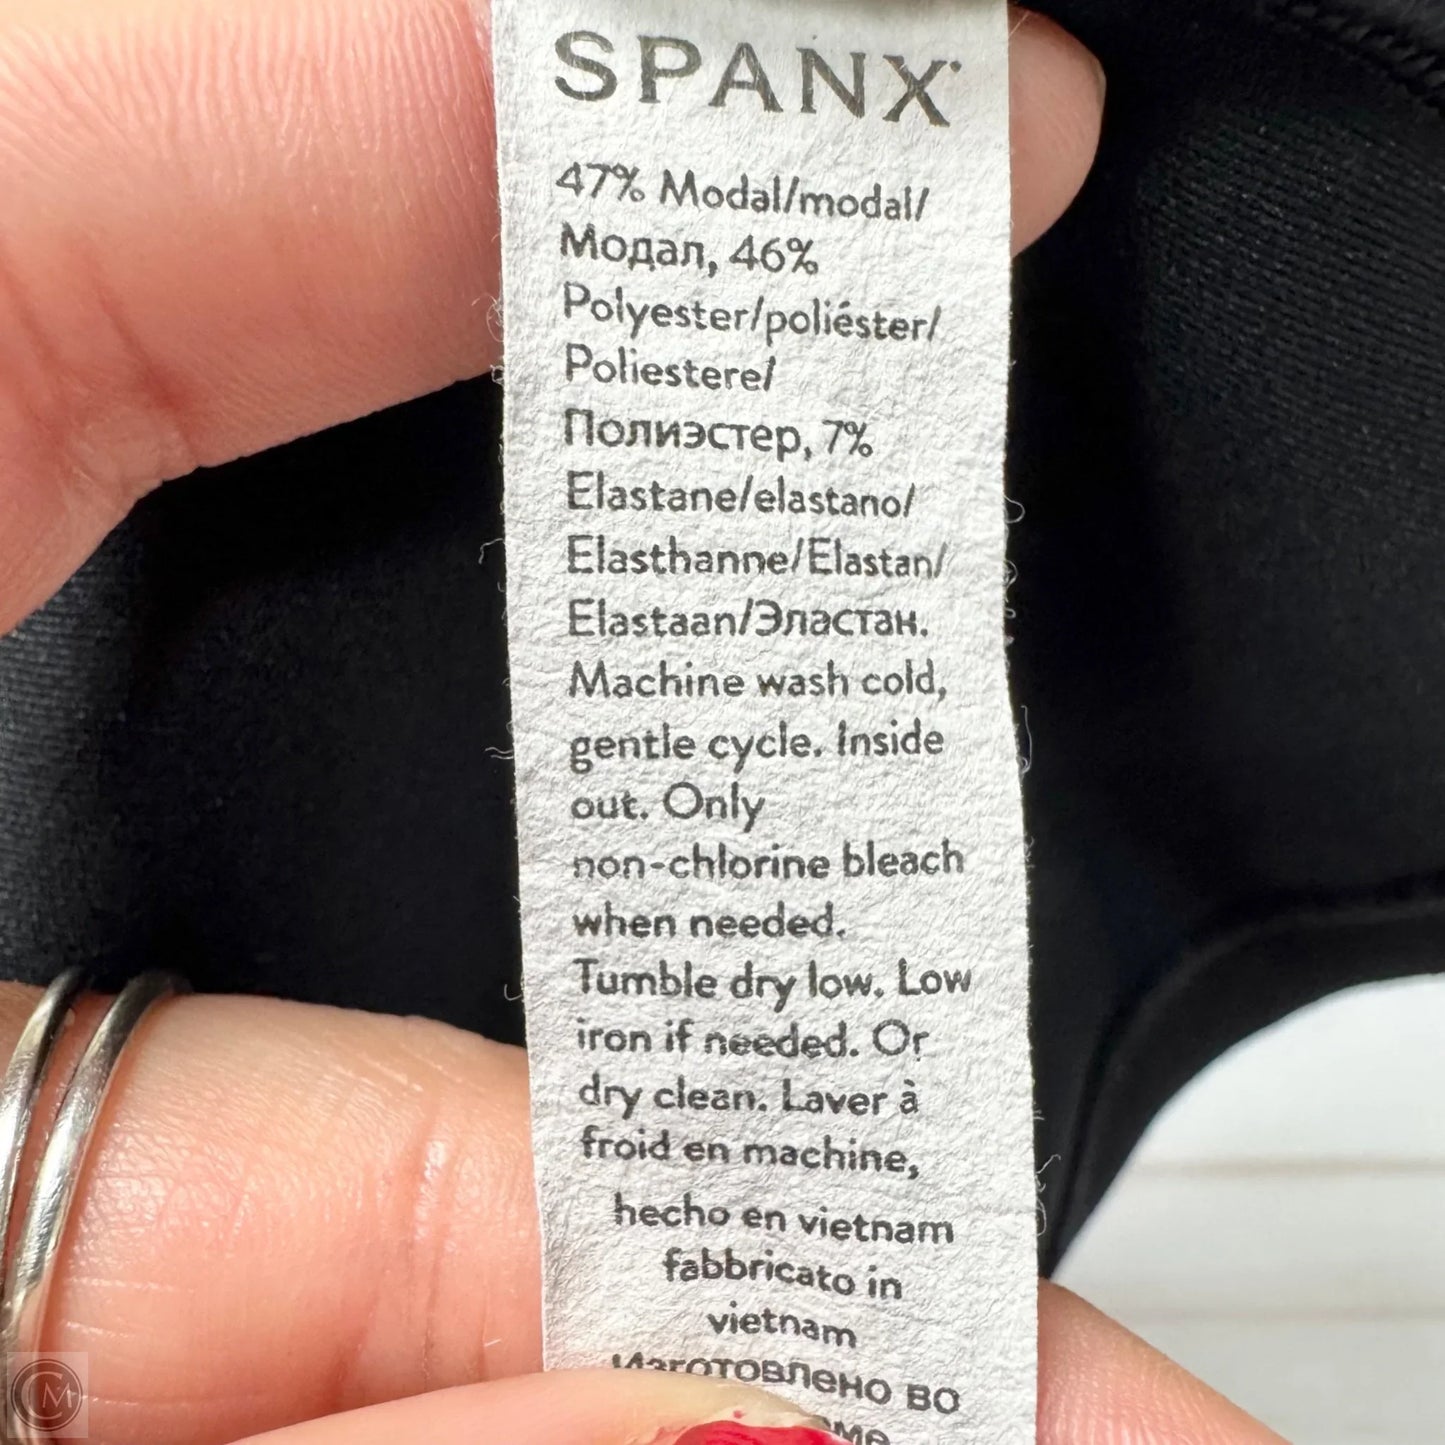 SPANX
47% Modal/modal/
Модал, 46%
Polyester/poliéster/
Poliestere/
Полиэстер, 7%
Elastane/elastano/
Elasthanne/Elastan/
Elastaan/Эластан.
Machine wash cold,
gentle cycle. Inside
out. Only
non-chlorine bleach
when needed.
Tumble dry low. Low
iron if needed. Or
dry clean. Laver à
froid en machine,
hecho en vietnam
fabbricato in
vietnam
Изготовлено во
CM